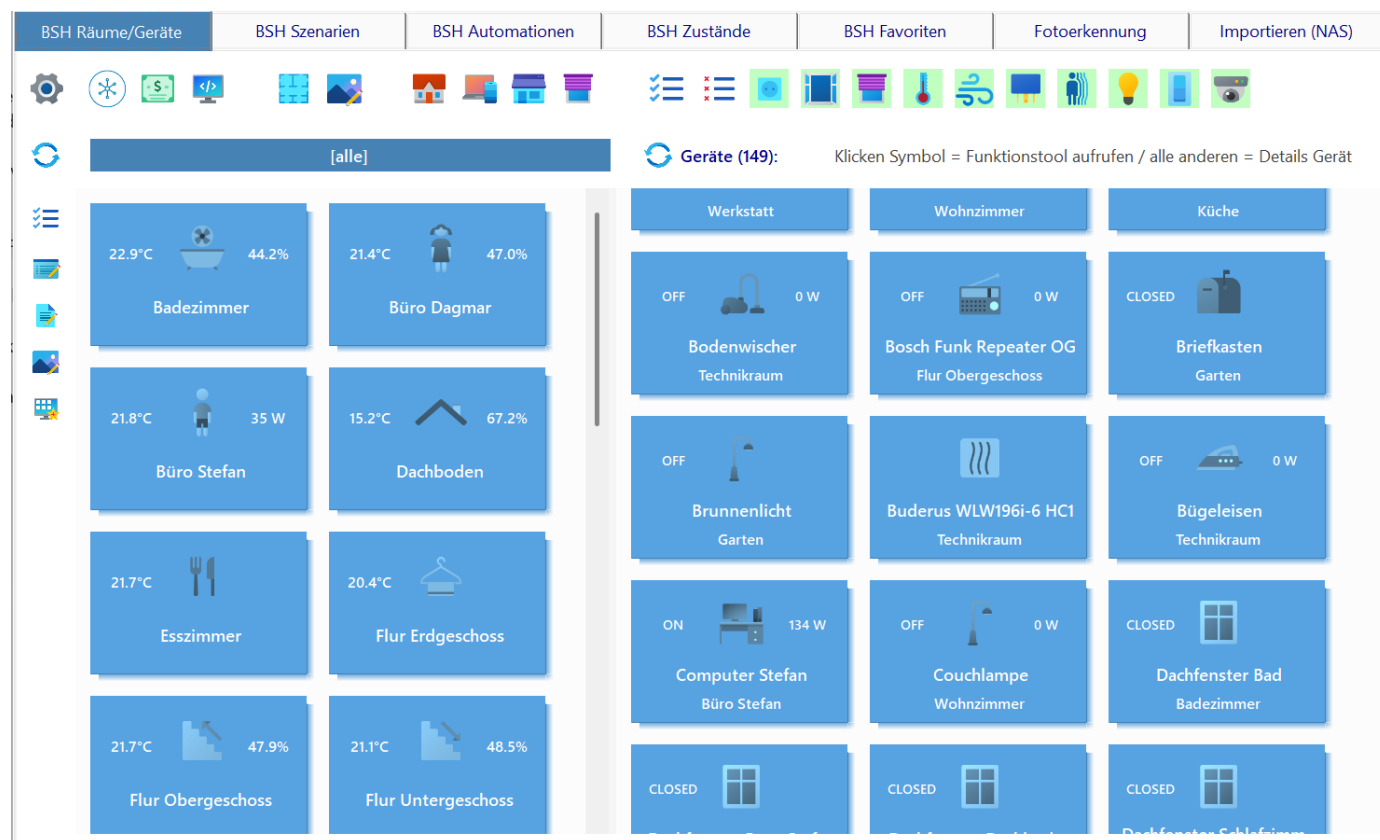 BSH Räume/Geräte BSH Szenarien BSH Automationen BSH Zustände BSH Favoriten Fotoerkennung Importieren (NAS)
[alle]
Geräte (149): Klicken Symbol = Funktionstool aufrufen / alle anderen = Details Gerät
22.9°C 44.2%
Badezimmer
21.4°C 47.0%
Büro Dagmar
21.8°C 35 W
Büro Stefan
15.2°C 67.2%
Dachboden
21.7°C
Esszimmer
20.4°C
Flur Erdgeschoss
21.7°C 47.9%
Flur Obergeschoss
21.1°C 48.5%
Flur Untergeschoss
Werkstatt
Wohnzimmer
Küche
OFF 0 W
Bodenwischer
Technikraum
OFF 0 W
Bosch Funk Repeater OG
Flur Obergeschoss
CLOSED
Briefkasten
Garten
OFF
Brunnenlicht
Garten
Buderus WLW196i-6 HC1
Technikraum
OFF 0 W
Bügeleisen
Technikraum
ON 134 W
Computer Stefan
Büro Stefan
OFF 0 W
Couchlampe
Wohnzimmer
CLOSED
Dachfenster Bad
Badezimmer
CLOSED
CLOSED
CLOSED
Dachfenster Schlafzimm